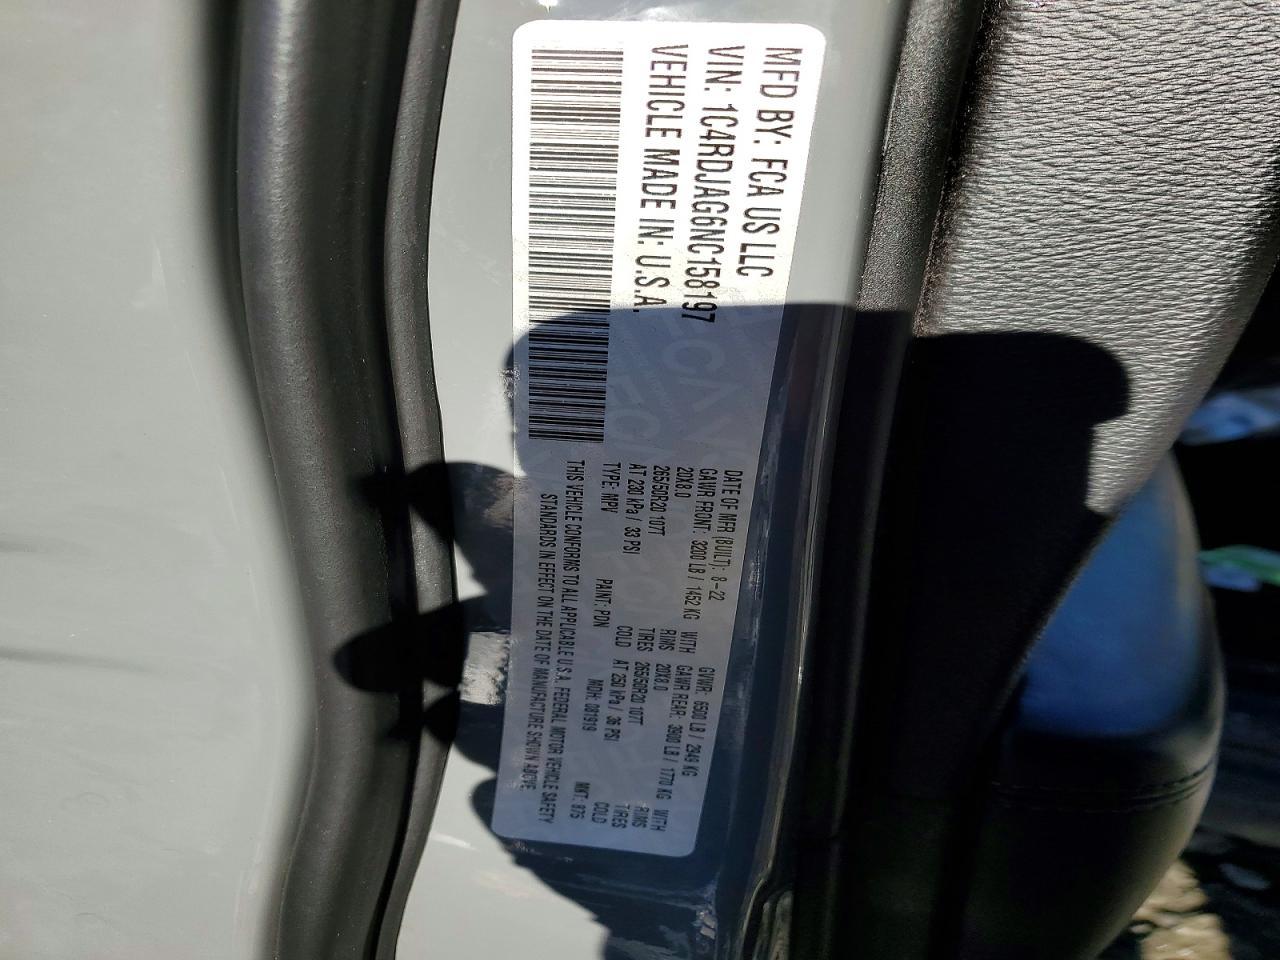 MFD BY: FCA US LLC
VIN: 1C4RDJAG6NC158197
VEHICLE MADE IN: U.S.A.
DATE OF MFR (BUILT): 8-22 GVWR: 6500 LB / 2949 KG
GAWR FRONT: 3200 LB / 1452 KG WITH GAWR REAR: 3900 LB / 1770 KG WITH
20X8.0 RIMS 20X8.0 RIMS
265/50R20 107T TIRES 265/50R20 107T TIRES
AT 230 kPa / 33 PSI COLD AT 250 kPa / 36 PSI COLD
TYPE: MPV PAINT: PDN MDH: 081919 MKT: 875
THIS VEHICLE CONFORMS TO ALL APPLICABLE U.S.A. FEDERAL MOTOR VEHICLE SAFETY
STANDARDS IN EFFECT ON THE DATE OF MANUFACTURE SHOWN ABOVE.